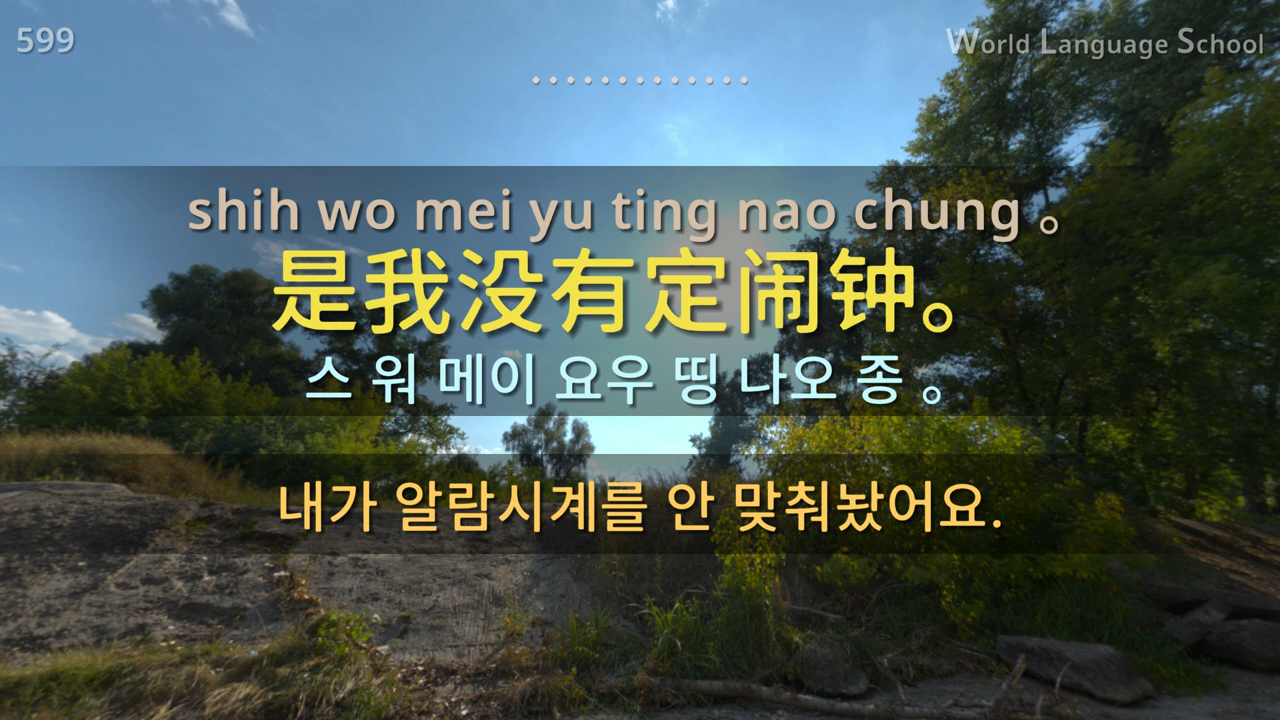 599
World Language School
shih wo mei yu ting nao chung 。
是我没有定闹钟。
스 워 메이 요우 띵 나오 종 。
내가 알람시계를 안 맞춰놨어요.